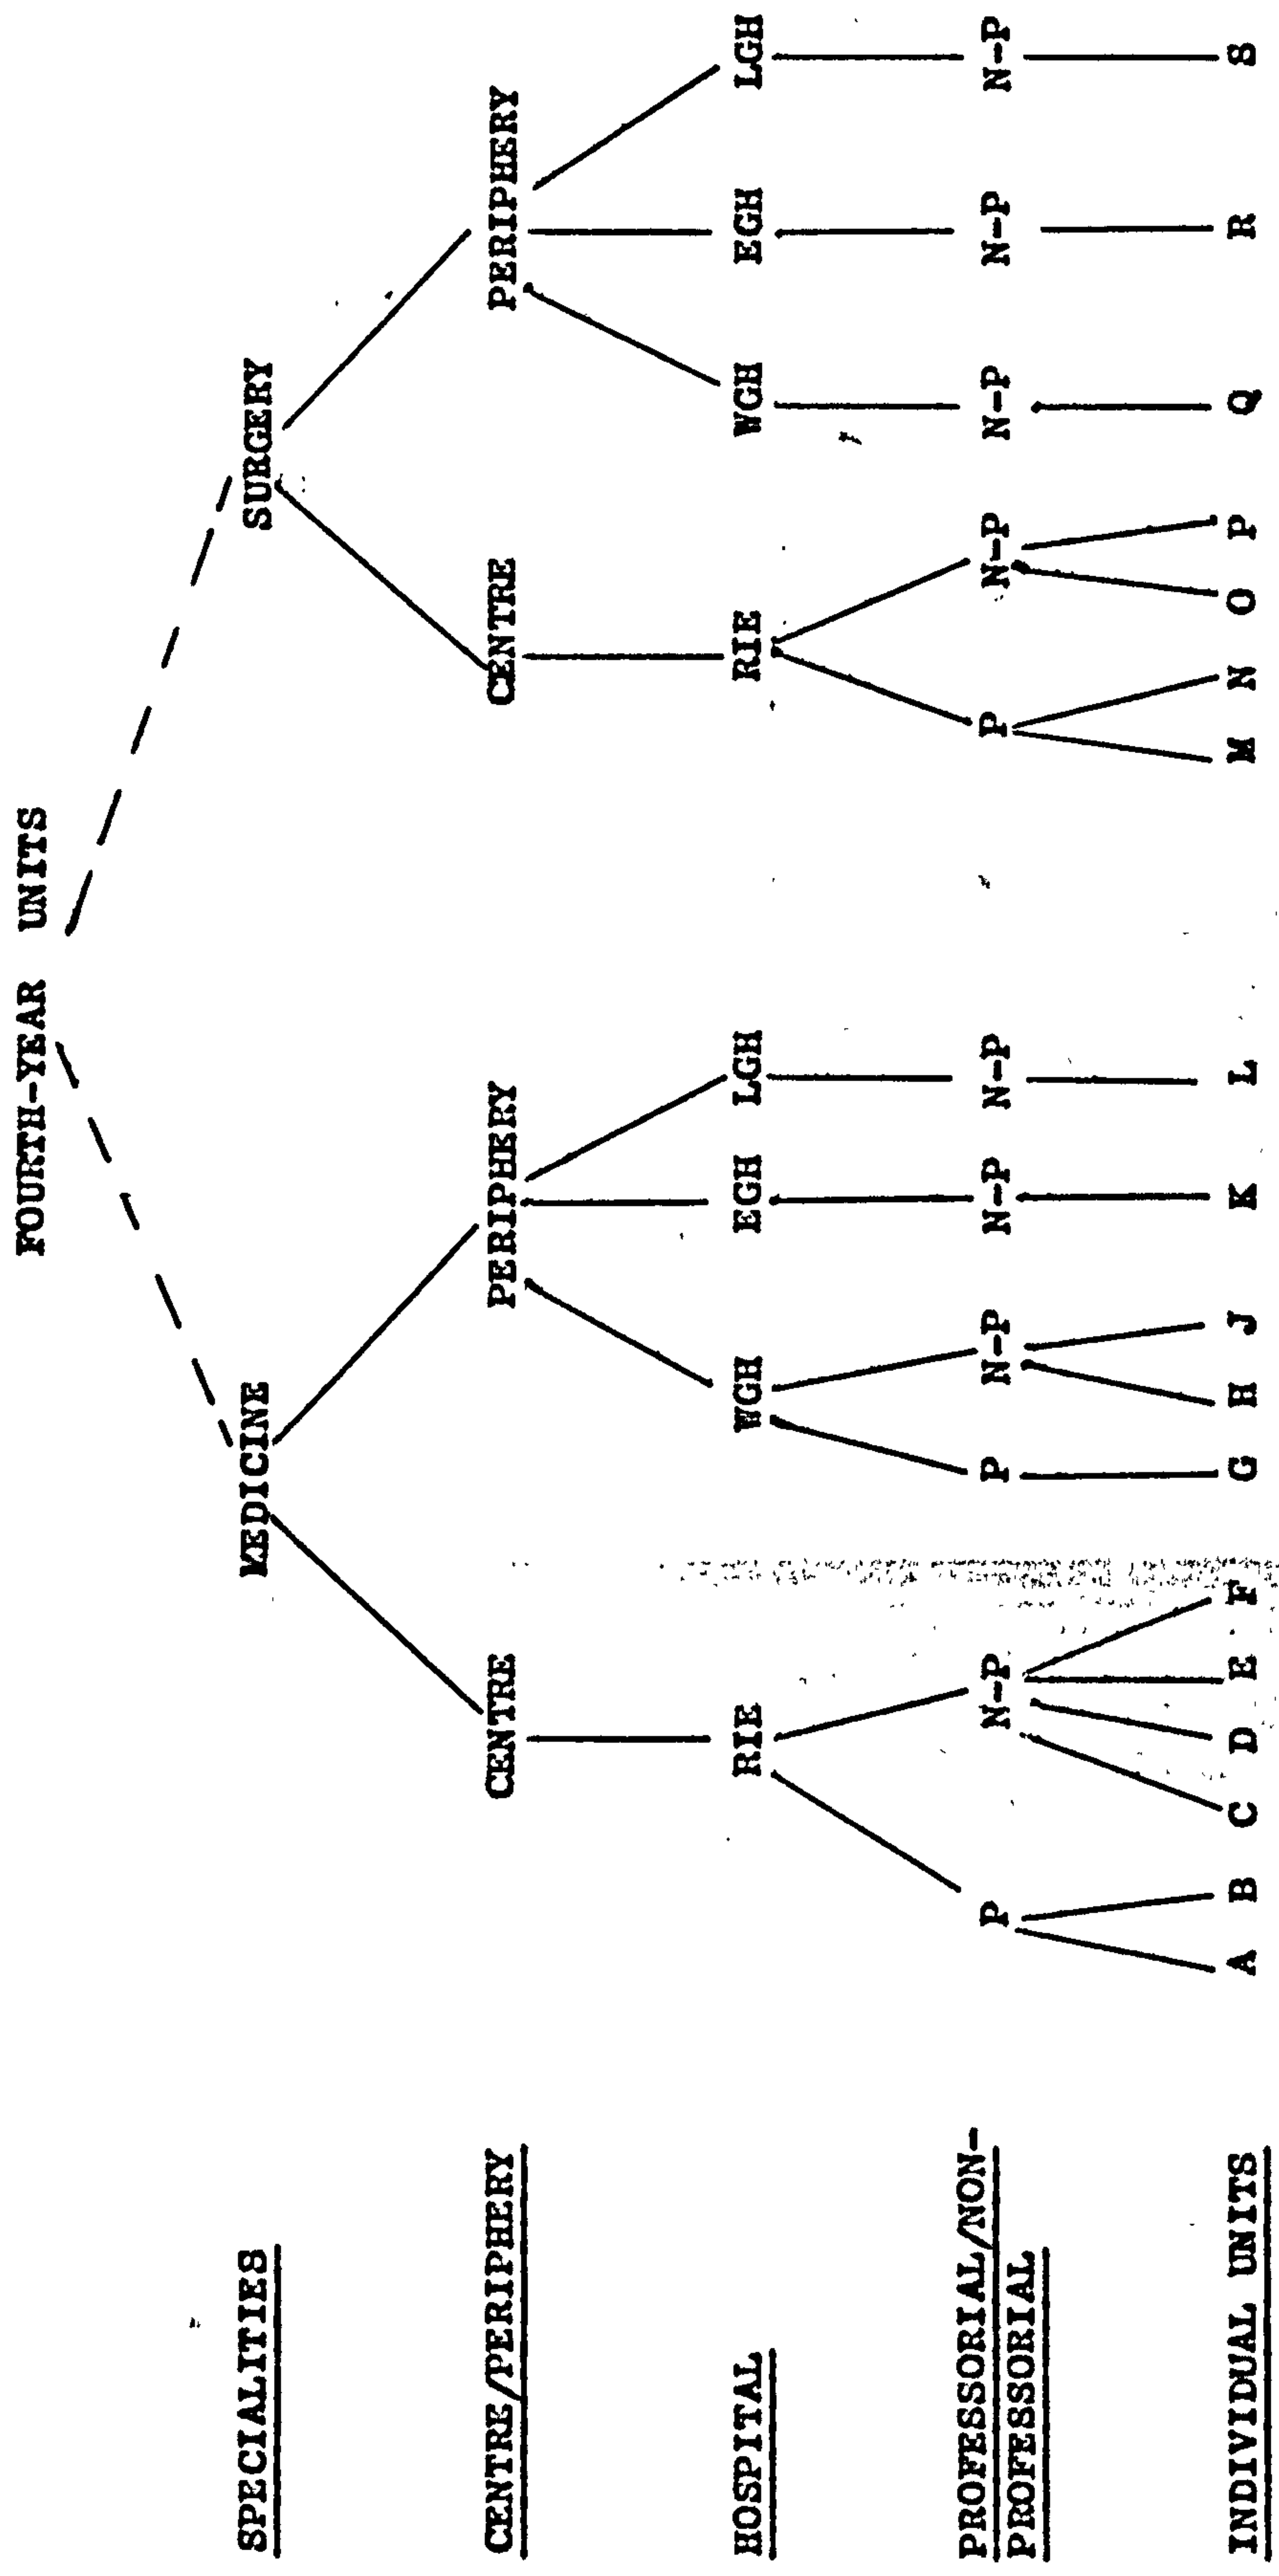 FOURTH-YEAR UNITS
SPECIALITIES MEDICINE SURGERY
CENTRE/PERIPHERY CENTRE PERIPHERY CENTRE PERIPHERY
HOSPITAL RIE WGH EGH LGH RIE WGH EGH LGH
PROFESSORIAL/NON-
PROFESSORIAL P N-P P N-P N-P N-P P N-P N-P N-P N-P
INDIVIDUAL UNITS A B C D E F G H J K L M N O P Q R S